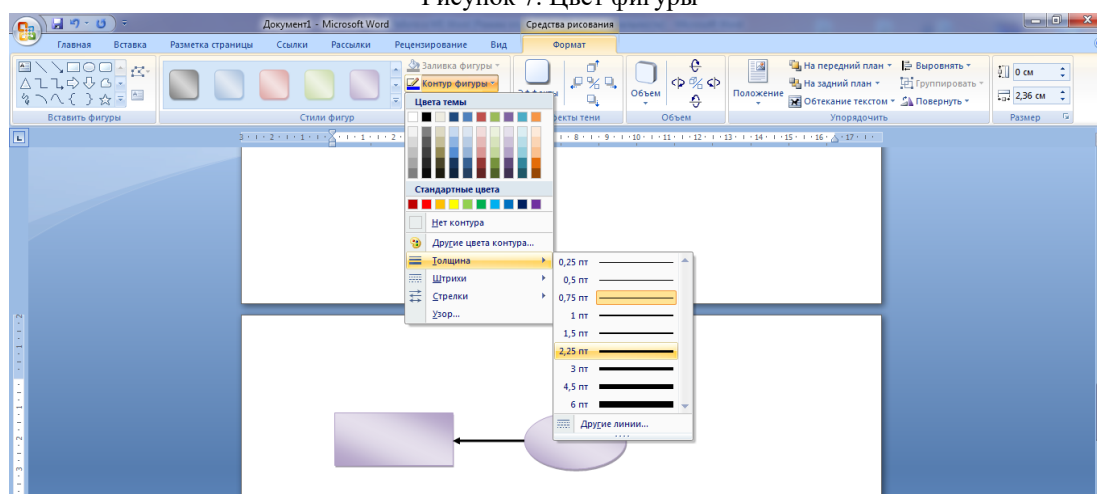 Рисунок 7. Цвет фигуры
Документ1 - Microsoft Word
Средства рисования
Главная Вставка Разметка страницы Ссылки Рассылки Рецензирование Вид Формат
Заливка фигуры
Контур фигуры
Объем
Положение
На передний план
На задний план
Обтекание текстом
Выровнять
Группировать
Повернуть
0 см
2,36 см
Вставить фигуры
Стили фигур
Объем
Упорядочить
Размер
Цвета темы
Стандартные цвета
Нет контура
Другие цвета контура...
Толщина
Штрихи
Стрелки
Узор...
0,25 пт
0,5 пт
0,75 пт
1 пт
1,5 пт
2,25 пт
3 пт
4,5 пт
6 пт
Другие линии...